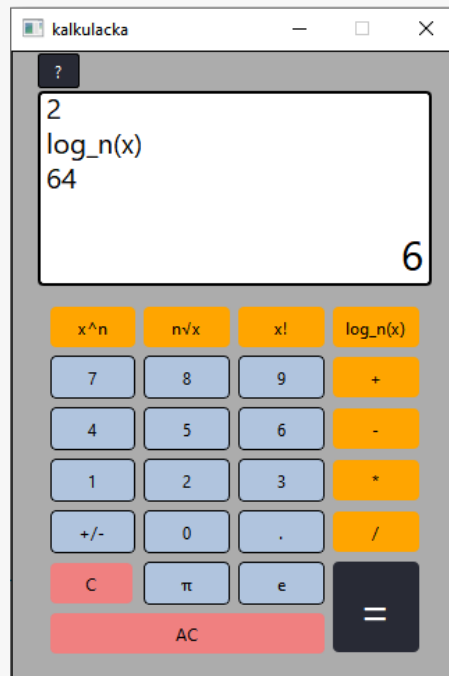 kalkulacka
?
2
log_n(x)
64
6
x^n n√x x! log_n(x)
7 8 9 +
4 5 6 -
1 2 3 *
+/- 0 . /
C π e =
AC